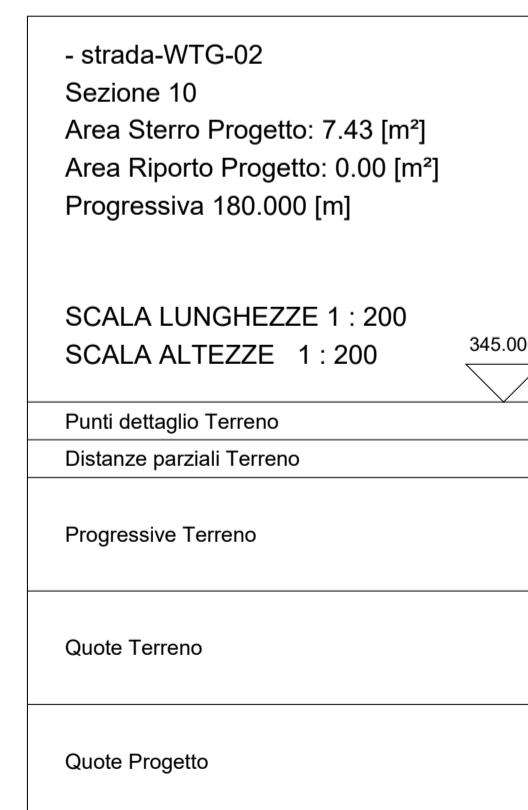 - strada-WTG-02
Sezione 10
Area Sterro Progetto: 7.43 [m²]
Area Riporto Progetto: 0.00 [m²]
Progressiva 180.000 [m]
SCALA LUNGHEZZE 1 : 200
SCALA ALTEZZE 1 : 200
345.00
Punti dettaglio Terreno
Distanze parziali Terreno
Progressive Terreno
Quote Terreno
Quote Progetto